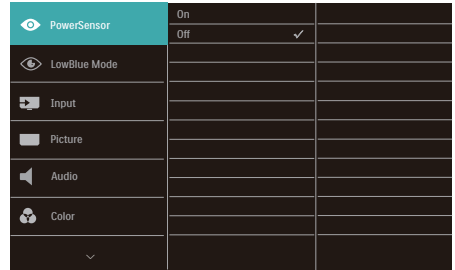 PowerSensor
On
Off
LowBlue Mode
Input
Picture
Audio
Color